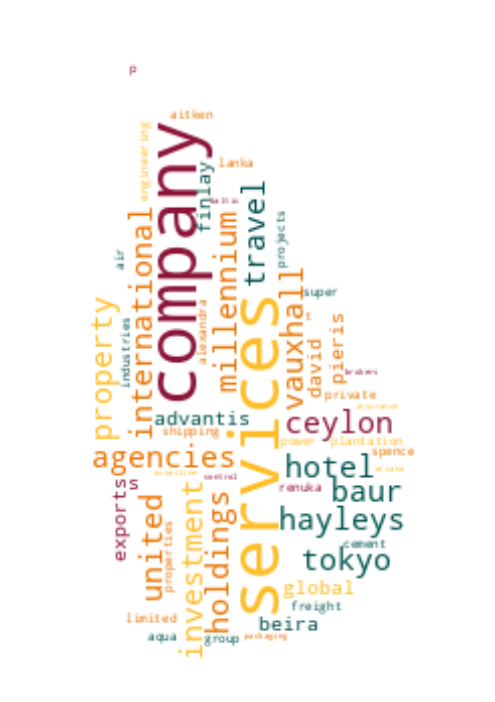 p
aitken
engineering
company
finlay
lanka
travel
air
international
millennium
projects
super
property
industries
alexandra
vauxhall
david
pieris
brokers
private
insurance
advantis
shipping
services
ceylon
power
plantation
spence
agencies
hotel
control
renuka
baur
exports
united
investment
holdings
hayleys
cement
tokyo
properties
global
freight
limited
beira
aqua
group
packaging